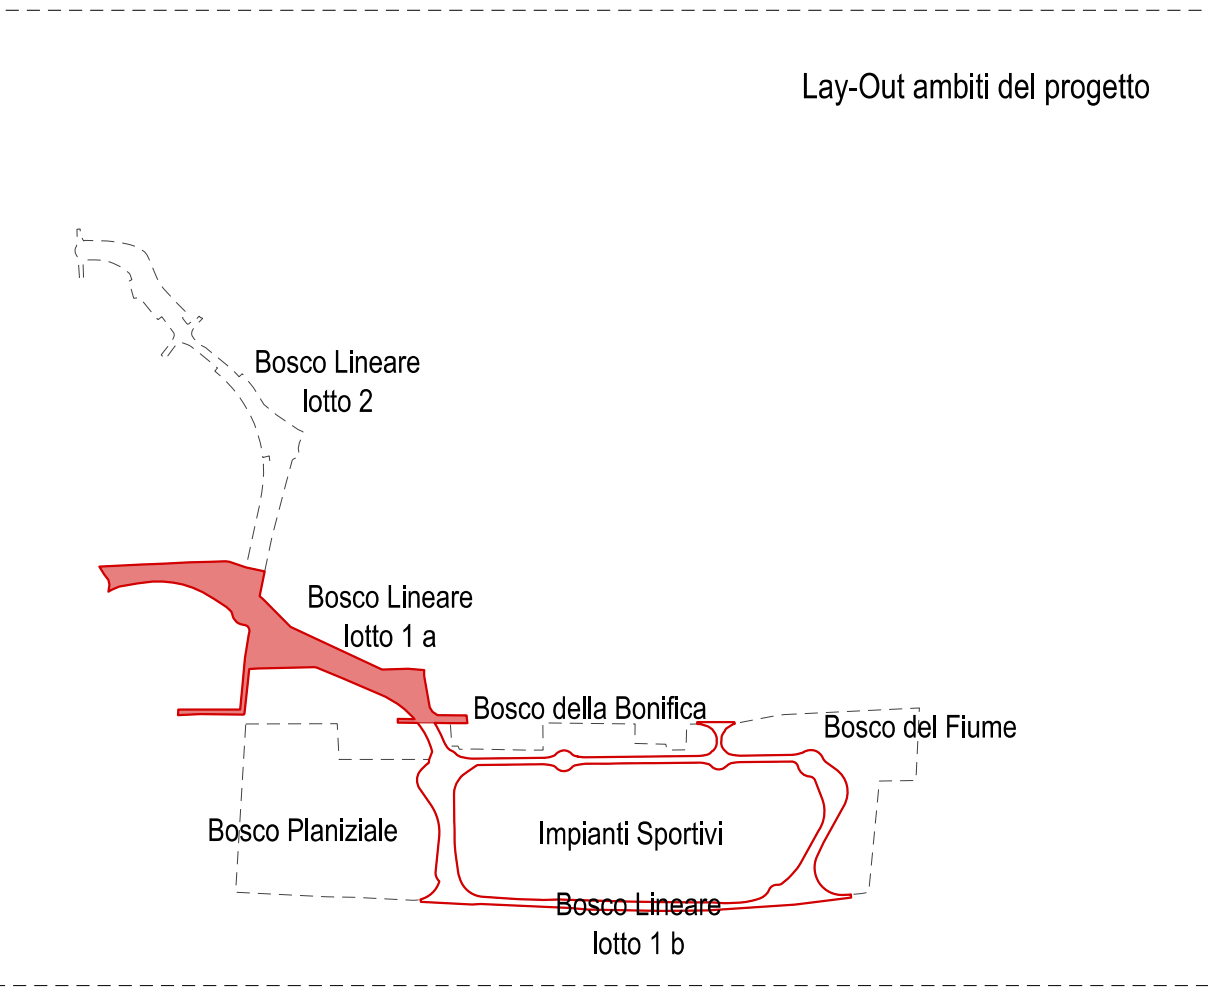 Lay-Out ambiti del progetto
Bosco Lineare
lotto 2
Bosco Lineare
lotto 1 a
Bosco della Bonifica
Bosco del Fiume
Bosco Planiziale
Impianti Sportivi
Bosco Lineare
lotto 1 b